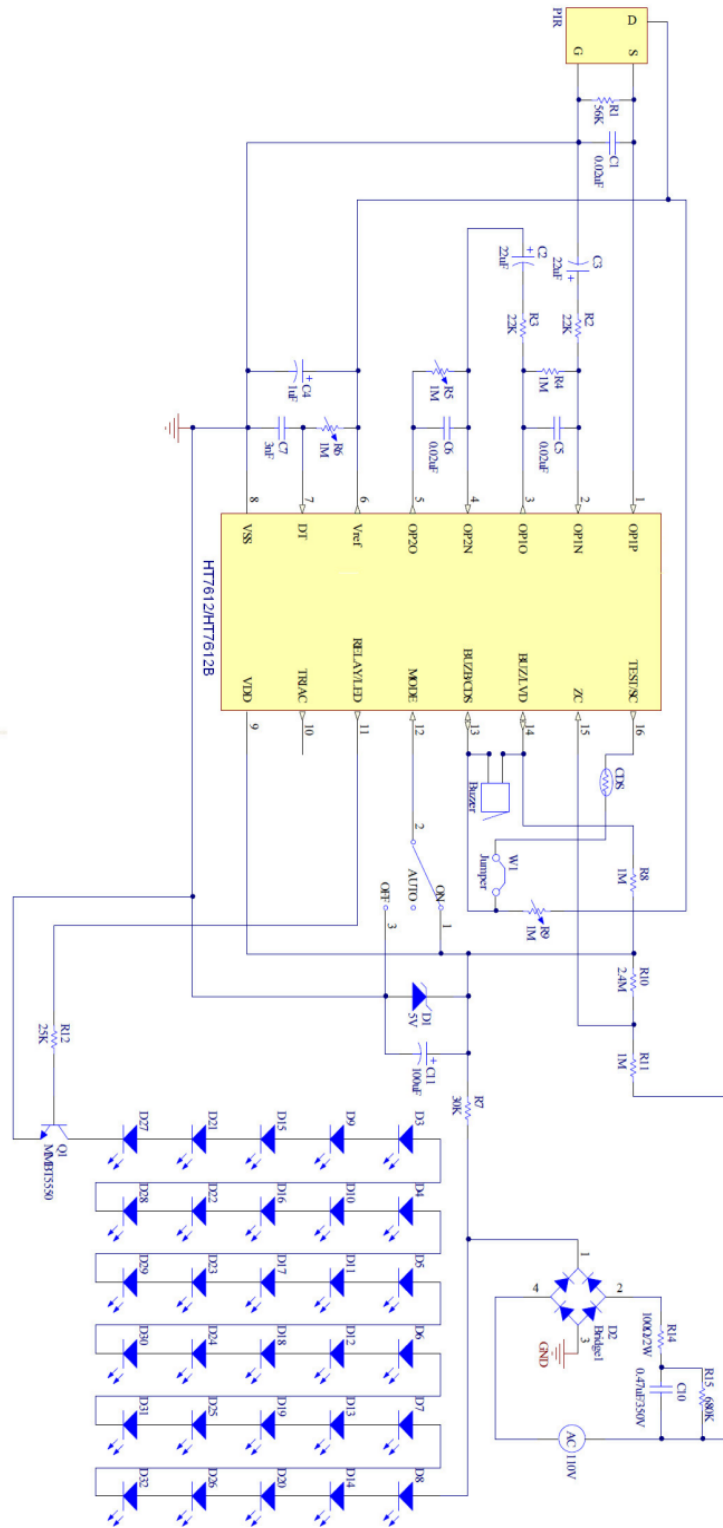 PIR
D
G
S
R1
56K
C1
0.02uF
C2
22uF
C3
22uF
R3
22K
R2
22K
C4
1uF
R5
1M
R4
1M
C7
3nF
R6
1M
C6
0.02uF
C5
0.02uF
8
7
6
5
4
3
2
1
VSS
DT
Vref
OP2O
OP2N
OP1O
OP1N
OP1P
HT7612/HT7612B
VDD
TRIAC
RELAY/LED
MODE
BUZB/CDS
BUZ/LVD
ZC
TEST/SC
9
10
11
12
13
14
15
16
Buzzer
CDS
W1
Jumper
R8
1M
2
AUTO
ON
OFF
1
3
R9
1M
R10
2.4M
D1
5V
R12
25K
C11
100uF
R7
30K
R11
1M
Q1
MMBT5550
D27
D21
D15
D9
D3
D28
D22
D16
D10
D4
D29
D23
D17
D11
D5
D30
D24
D18
D12
D6
D31
D25
D19
D13
D7
D32
D26
D20
D14
D8
1
4
2
3
D2
Bridge1
GND
R14
100Ω/2W
R15
680K
C10
0.47uF/350V
AC
110V